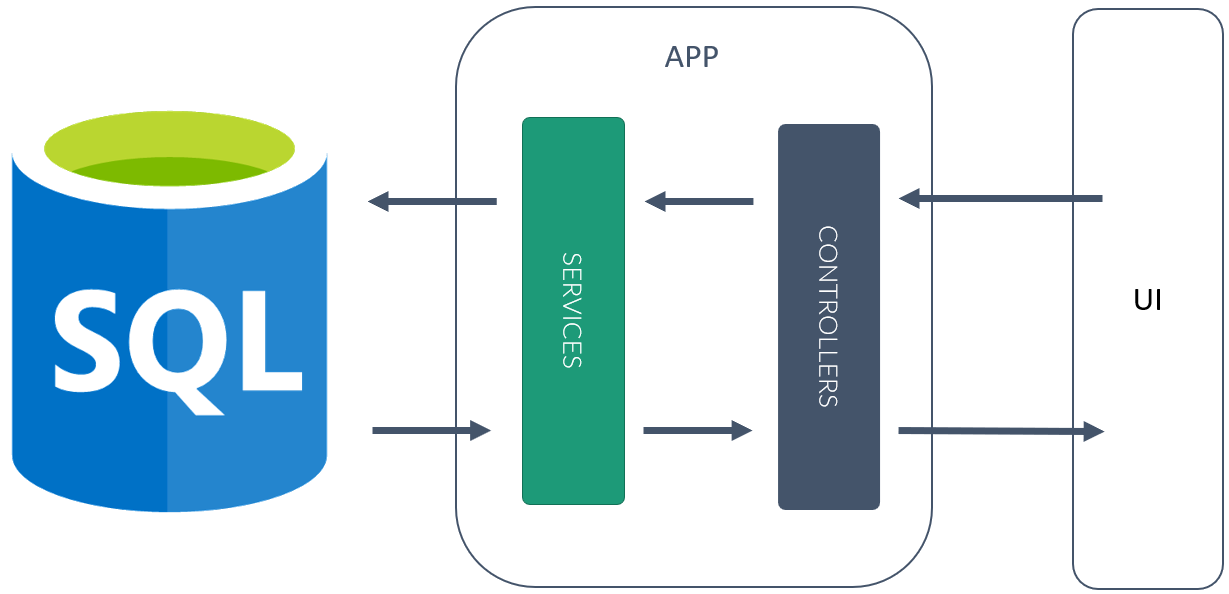 APP
SQL
SERVICES
CONTROLLERS
UI